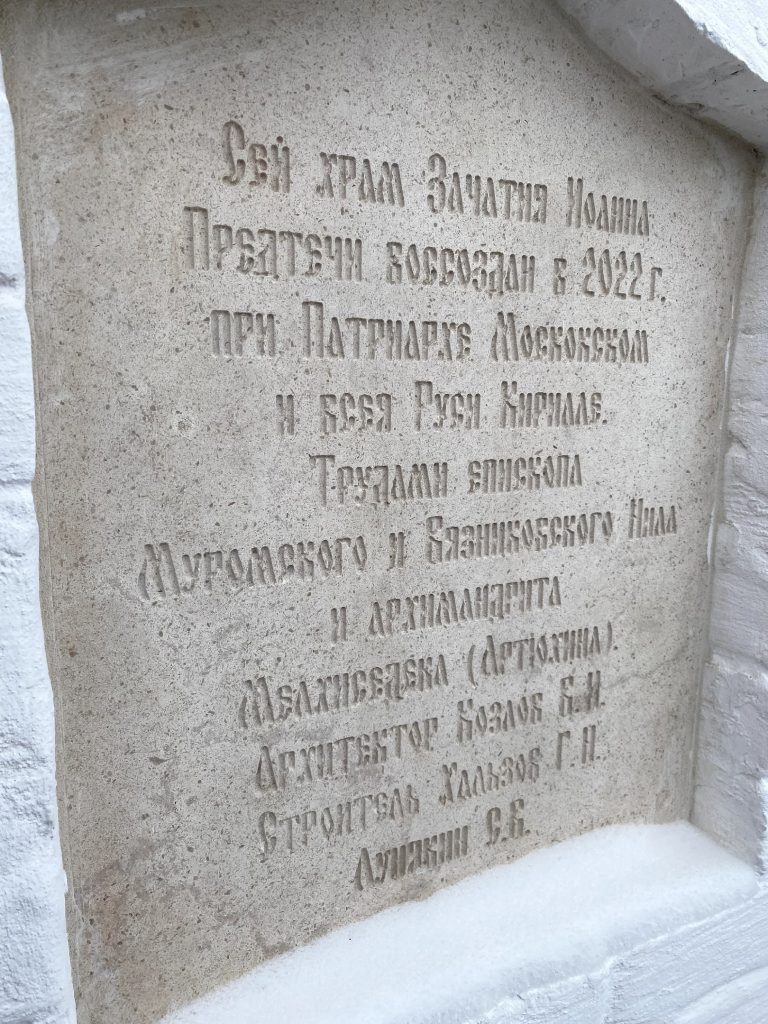 Сей храм Зачатия Иоанна
Предтечи воссоздан в 2022 г.
при Патриархе Московском
и всея Руси Кирилле.
Трудами епископа
Муромского и Вязниковского Нила
и архимандрита
Мелхиседека (Артюхина).
Архитектор Козлов В.И.
Строитель Хальзов Г.Н.
Лунякин С.В.